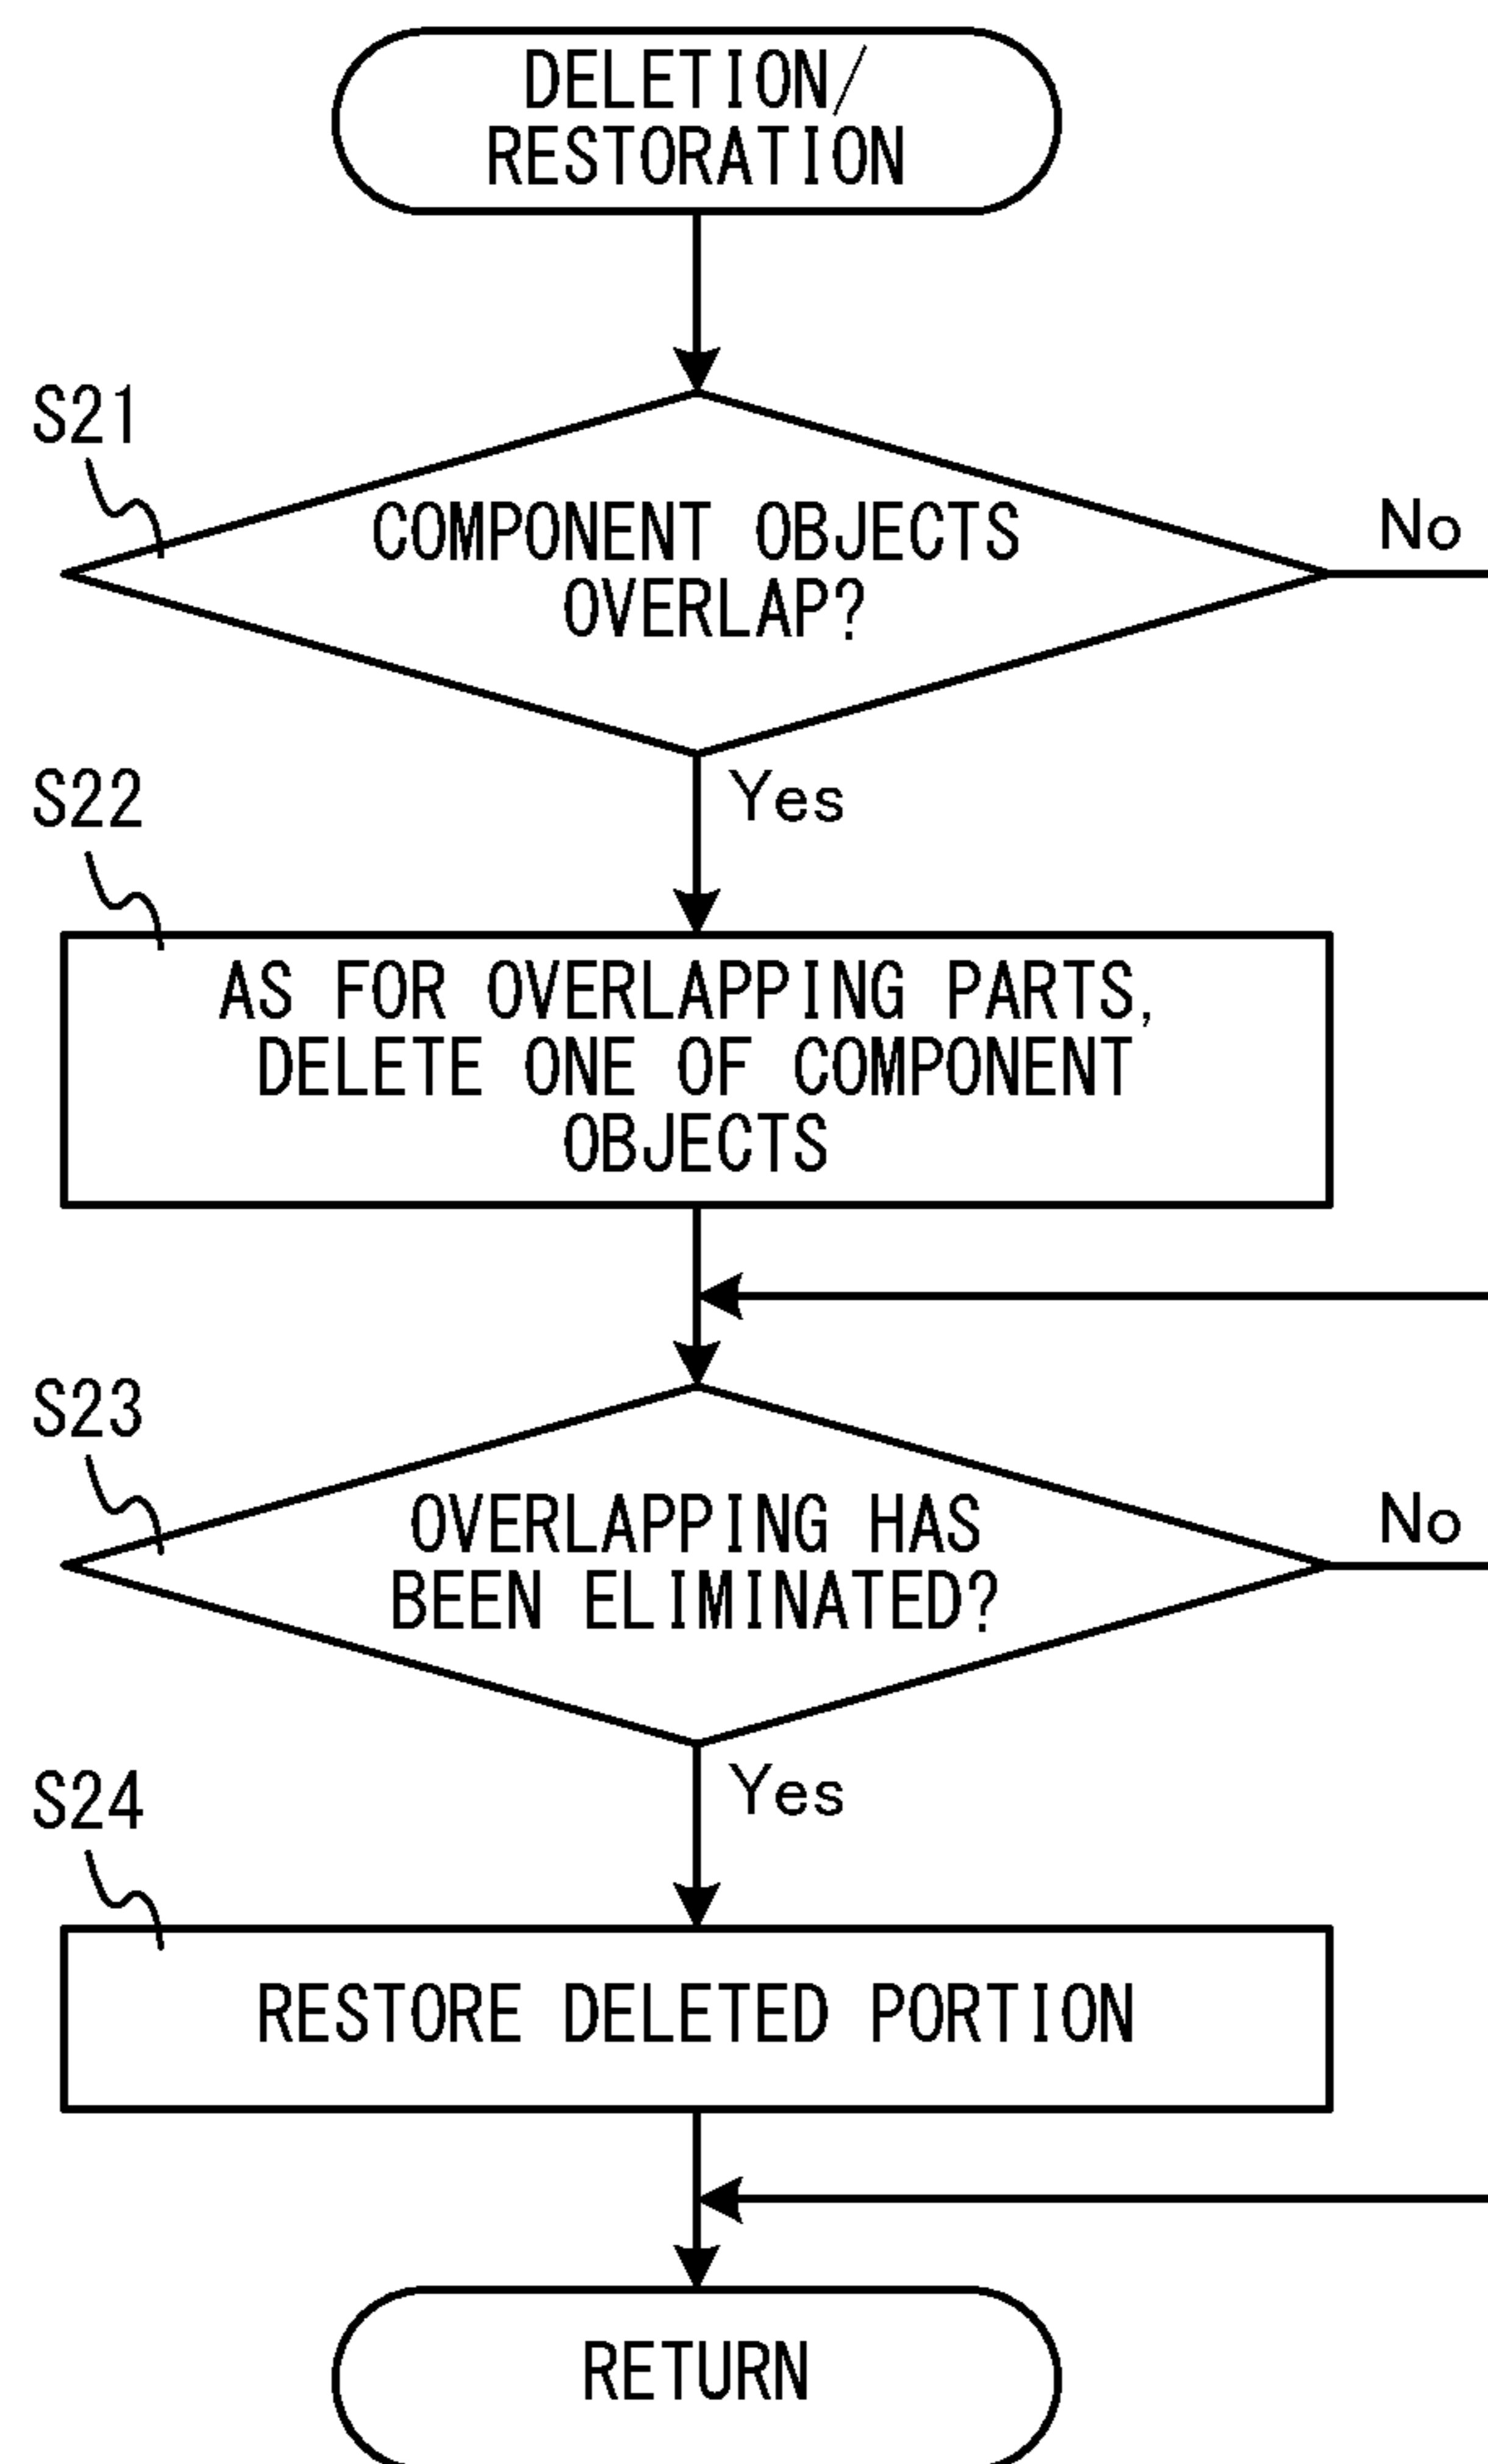 DELETION/
RESTORATION
S21
COMPONENT OBJECTS
OVERLAP?
No
Yes
S22
AS FOR OVERLAPPING PARTS,
DELETE ONE OF COMPONENT
OBJECTS
S23
OVERLAPPING HAS
BEEN ELIMINATED?
No
Yes
S24
RESTORE DELETED PORTION
RETURN